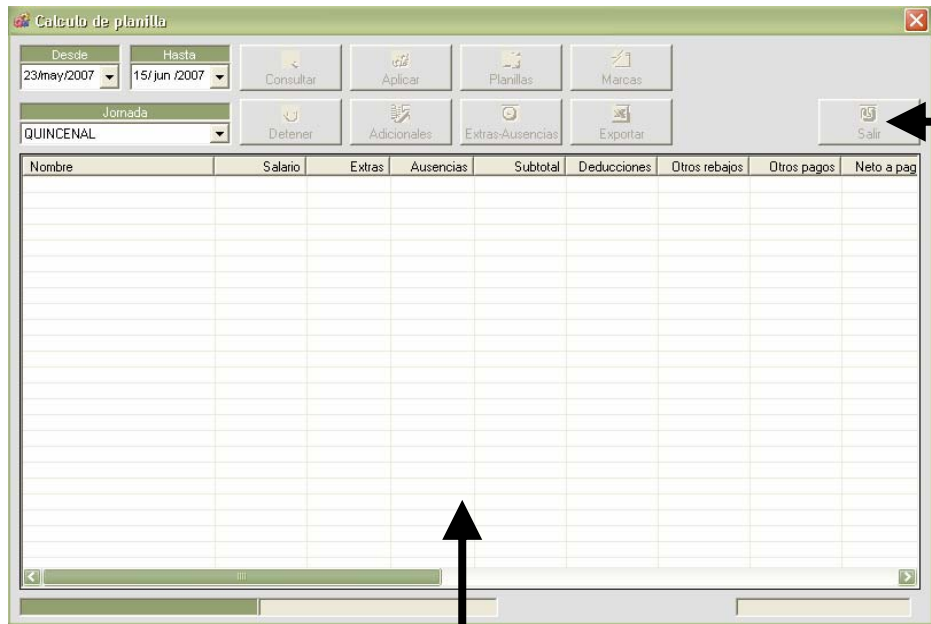 Calculo de planilla
Desde Hasta
23/may/2007 15/ jun /2007
Consultar Aplicar Planillas Marcas
Jornada
QUINCENAL
Detener Adicionales Extras-Ausencias Exportar Salir
Nombre Salario Extras Ausencias Subtotal Deducciones Otros rebajos Otros pagos Neto a pag